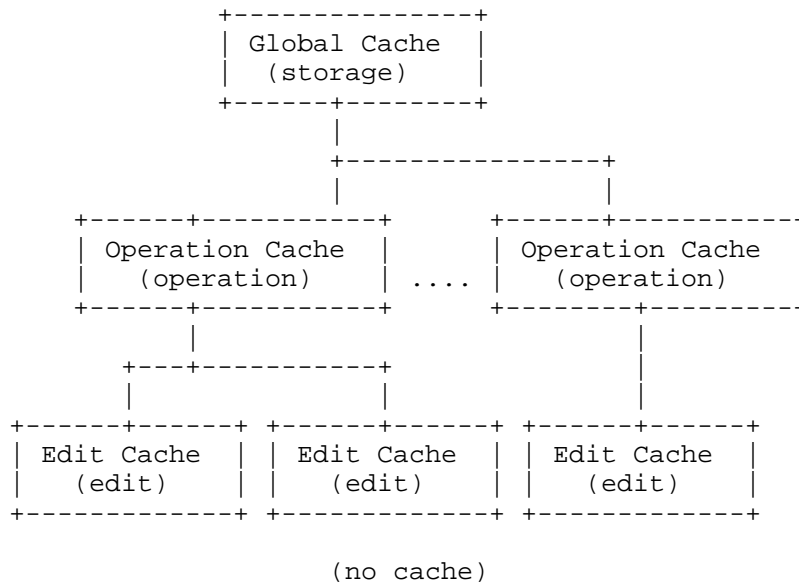 Global Cache
(storage)
Operation Cache Operation Cache
(operation) .... (operation)
Edit Cache Edit Cache Edit Cache
(edit) (edit) (edit)
(no cache)